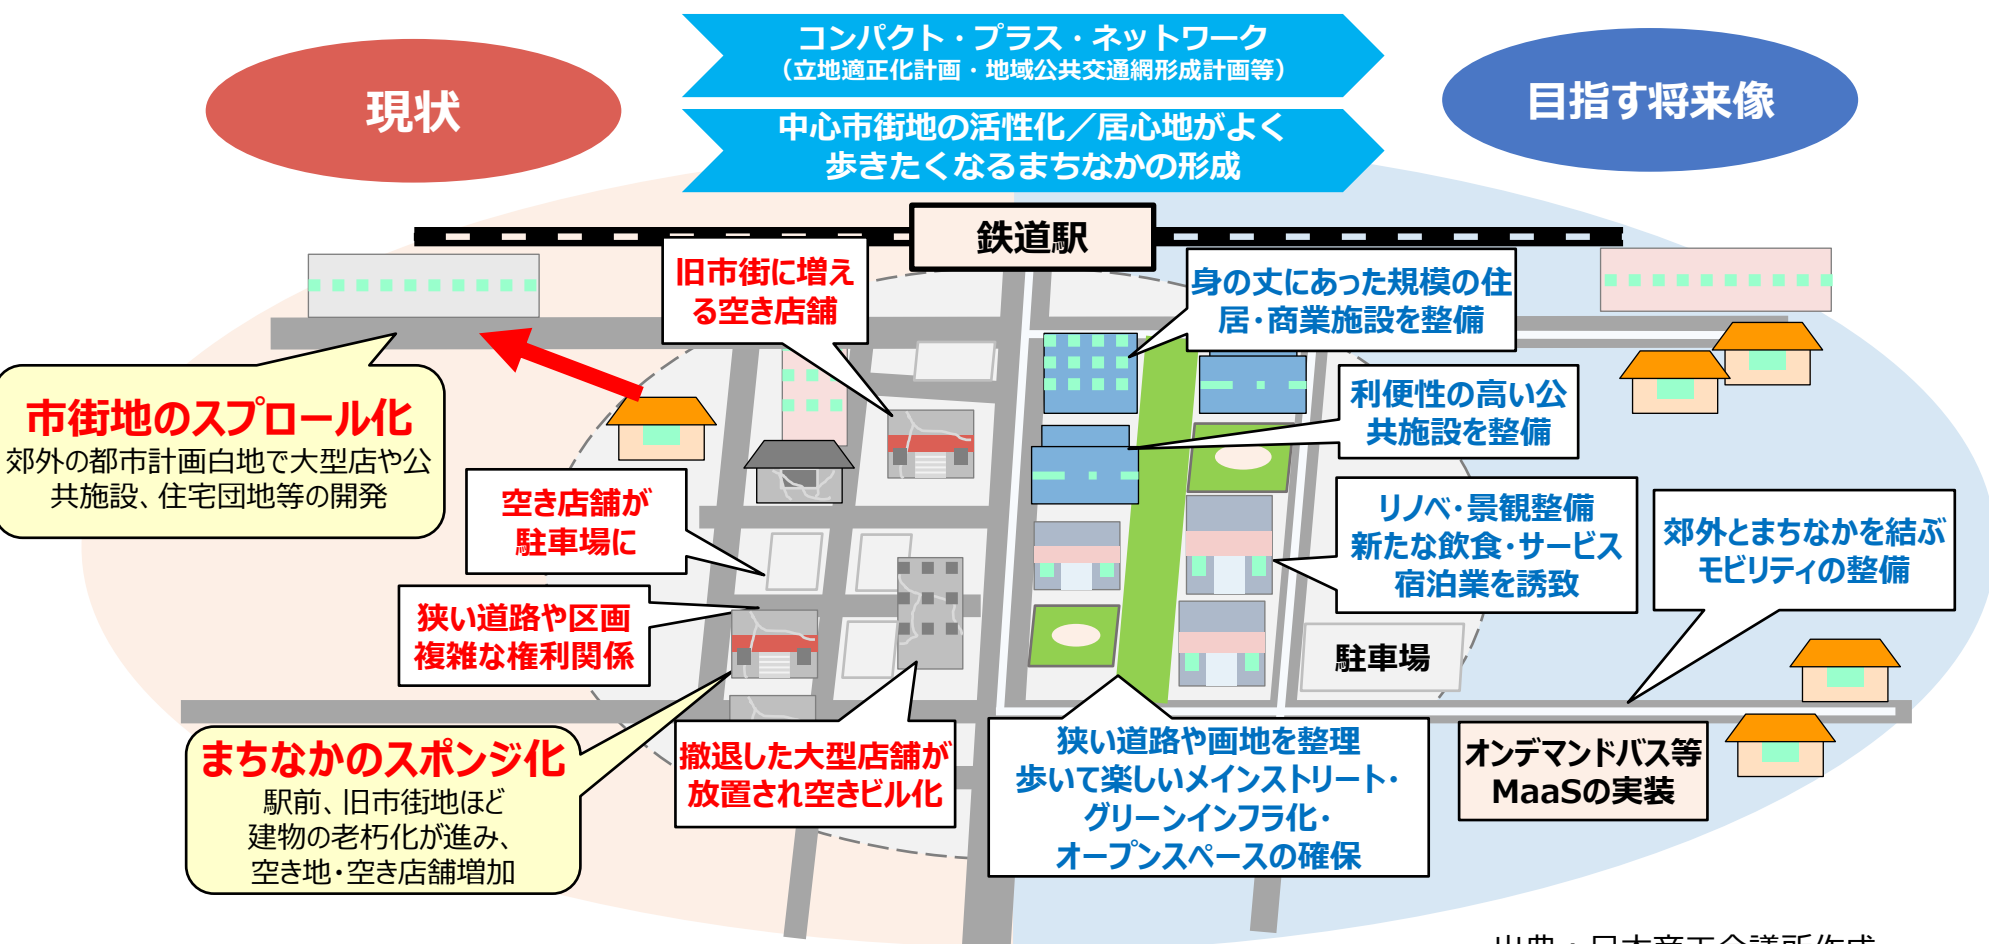 現状
コンパクト・プラス・ネットワーク
（立地適正化計画・地域公共交通網形成計画等）
中心市街地の活性化／居心地がよく
歩きたくなるまちなかの形成
目指す将来像
鉄道駅
旧市街に増え
る空き店舗
市街地のスプロール化
郊外の都市計画白地で大型店や公
共施設、住宅団地等の開発
空き店舗が
駐車場に
狭い道路や区画
複雑な権利関係
まちなかのスポンジ化
駅前、旧市街地ほど
建物の老朽化が進み、
空き地・空き店舗増加
撤退した大型店舗が
放置され空きビル化
身の丈にあった規模の住
居・商業施設を整備
利便性の高い公
共施設を整備
リノベ・景観整備
新たな飲食・サービス
宿泊業を誘致
郊外とまちなかを結ぶ
モビリティの整備
駐車場
狭い道路や画地を整理
歩いて楽しいメインストリート・
グリーンインフラ化・
オープンスペースの確保
オンデマンドバス等
MaaSの実装
出典：日本商工会議所作成